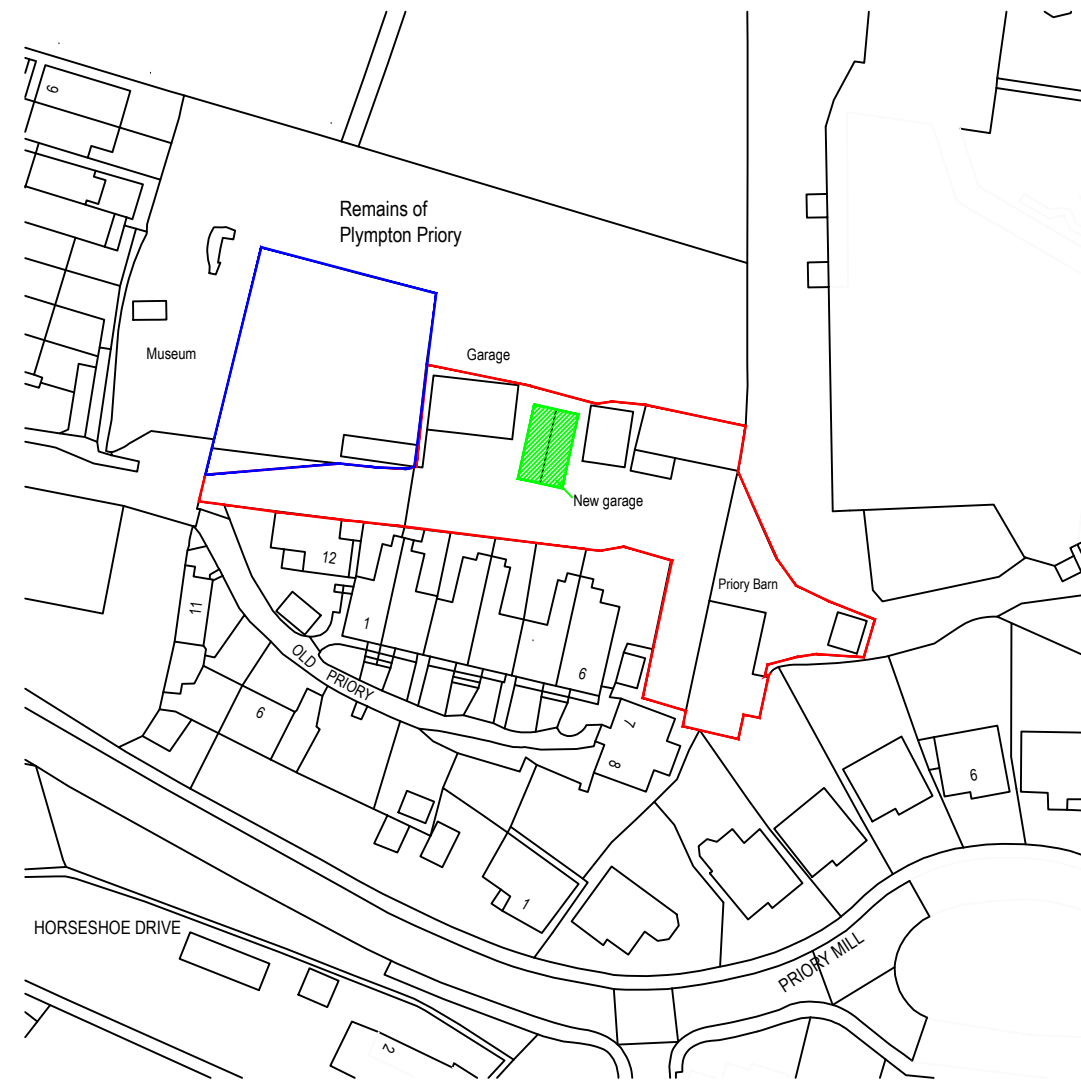 6
Remains of
Plympton Priory
Museum
Garage
New garage
12
Priory Barn
11
1
OLD
PRIORY
6
6
7
8
6
1
HORSESHOE DRIVE
PRIORY MILL
2